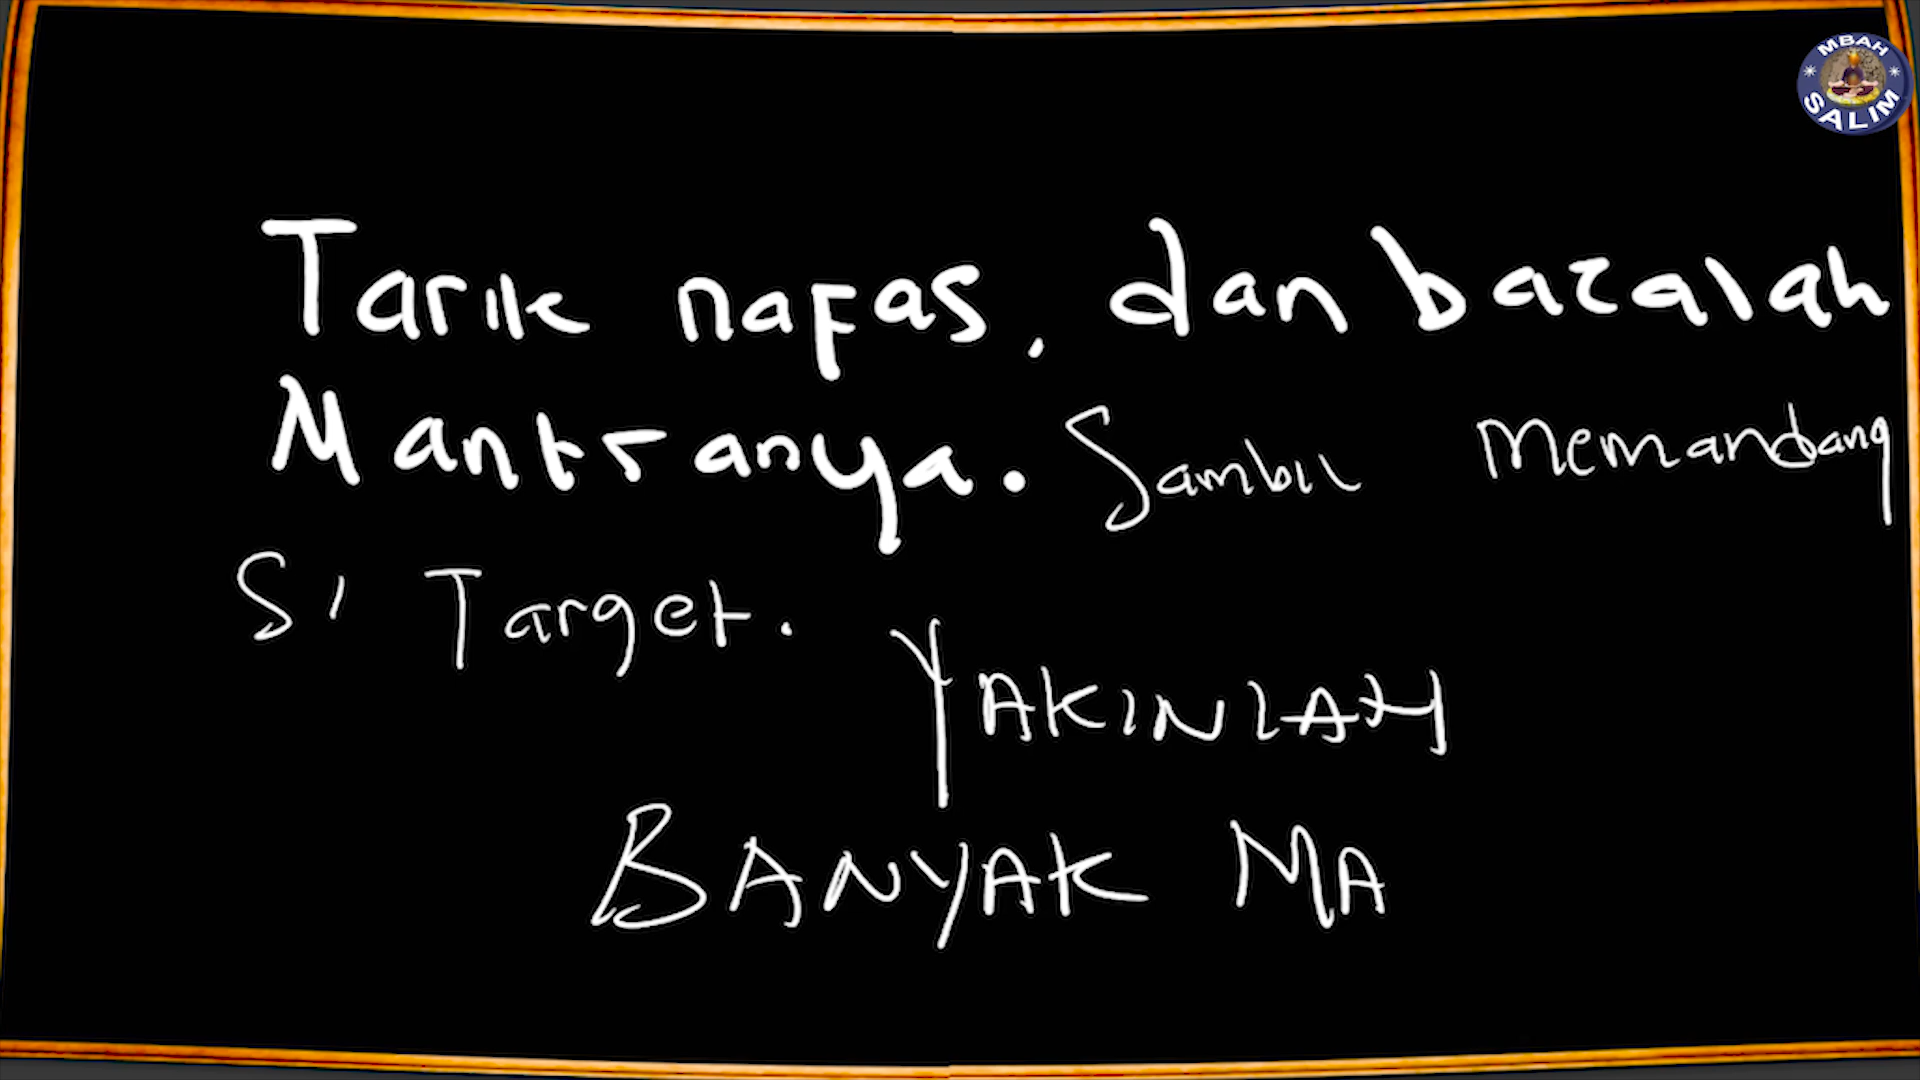 MBAH SALIM
Tarik nafas, dan bacalah
Mantranya. Sambil Memandang
Si Target.
YAKINLAH
BANYAK MA